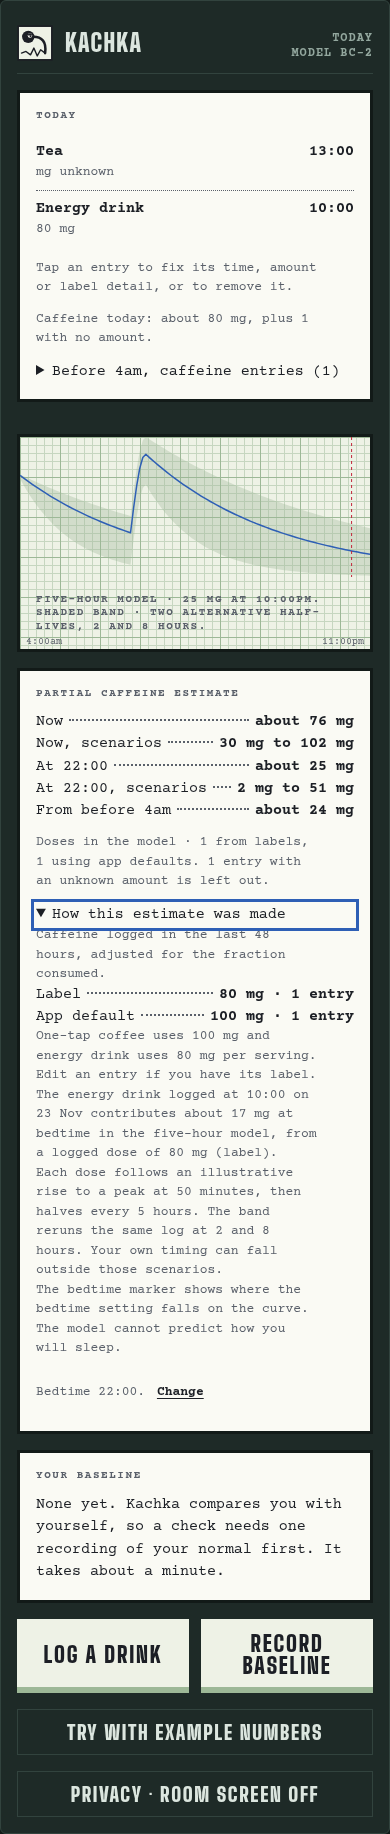 KACHKA
TODAY
MODEL BC-2
TODAY
Tea 13:00
mg unknown
Energy drink 10:00
80 mg
Tap an entry to fix its time, amount
or label detail, or to remove it.
Caffeine today: about 80 mg, plus 1
with no amount.
Before 4am, caffeine entries (1)
FIVE-HOUR MODEL · 25 MG AT 10:00PM.
SHADED BAND · TWO ALTERNATIVE HALF-
LIVES, 2 AND 8 HOURS.
4:00am 11:00pm
PARTIAL CAFFEINE ESTIMATE
Now about 76 mg
Now, scenarios 30 mg to 102 mg
At 22:00 about 25 mg
At 22:00, scenarios 2 mg to 51 mg
From before 4am about 24 mg
Doses in the model · 1 from labels,
1 using app defaults. 1 entry with
an unknown amount is left out.
How this estimate was made
Caffeine logged in the last 48
hours, adjusted for the fraction
consumed.
Label 80 mg · 1 entry
App default 100 mg · 1 entry
One-tap coffee uses 100 mg and
energy drink uses 80 mg per serving.
Edit an entry if you have its label.
The energy drink logged at 10:00 on
23 Nov contributes about 17 mg at
bedtime in the five-hour model, from
a logged dose of 80 mg (label).
Each dose follows an illustrative
rise to a peak at 50 minutes, then
halves every 5 hours. The band
reruns the same log at 2 and 8
hours. Your own timing can fall
outside those scenarios.
The bedtime marker shows where the
bedtime setting falls on the curve.
The model cannot predict how you
will sleep.
Bedtime 22:00. Change
YOUR BASELINE
None yet. Kachka compares you with
yourself, so a check needs one
recording of your normal first. It
takes about a minute.
LOG A DRINK
RECORD
BASELINE
TRY WITH EXAMPLE NUMBERS
PRIVACY · ROOM SCREEN OFF